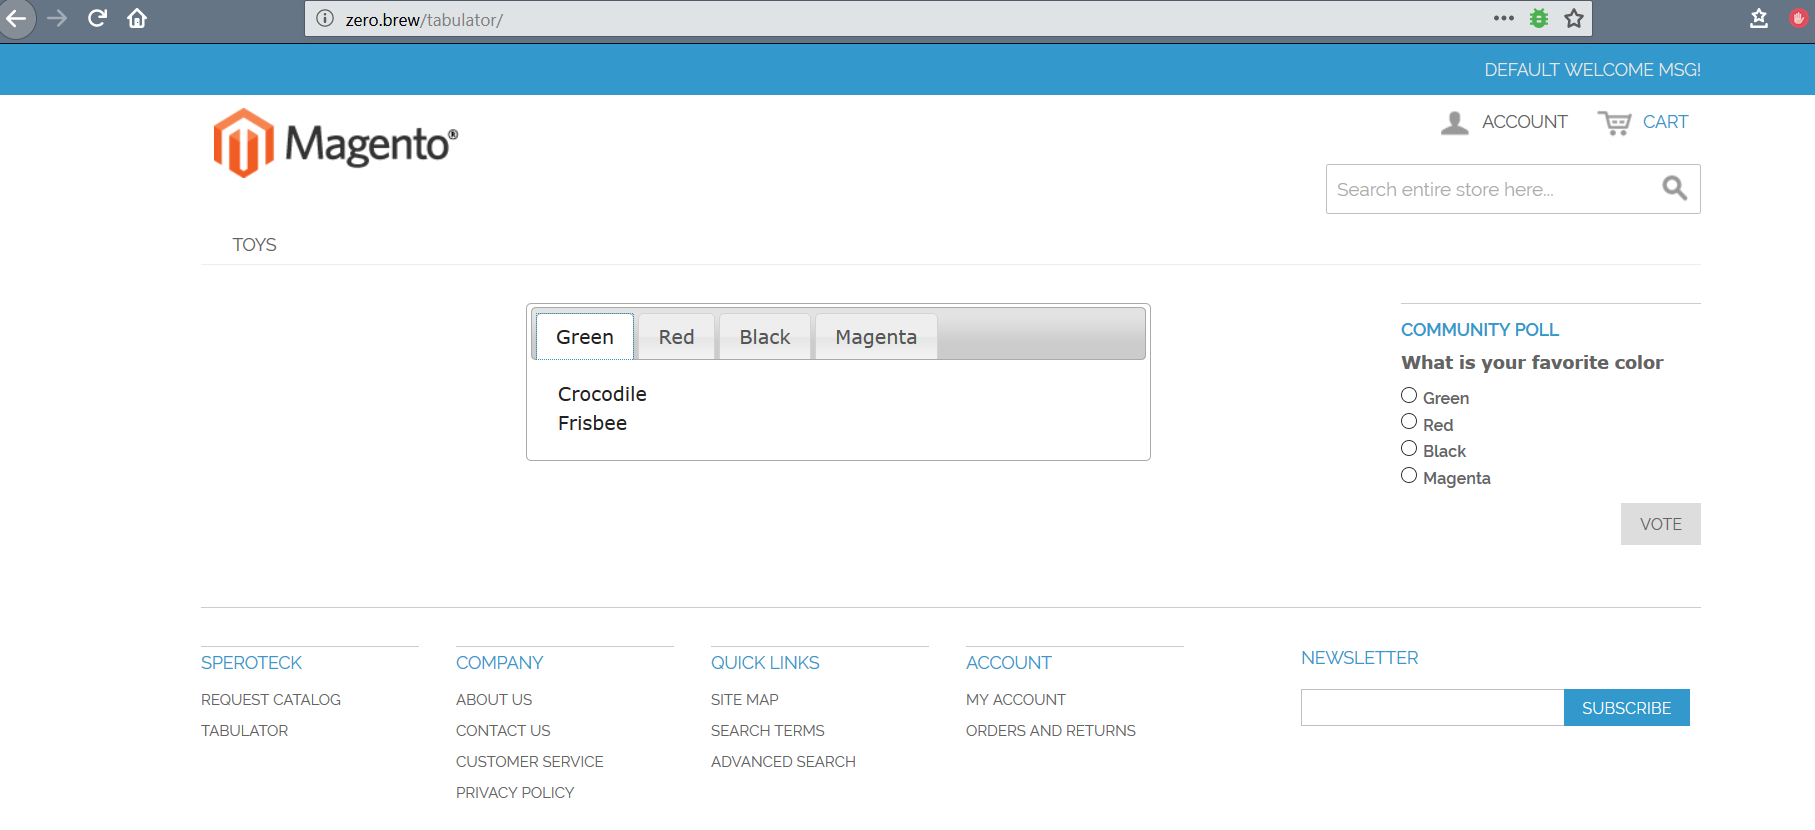 zero.brew/tabulator/
DEFAULT WELCOME MSG!
Magento®
ACCOUNT
CART
Search entire store here...
TOYS
Green Red Black Magenta
Crocodile
Frisbee
COMMUNITY POLL
What is your favorite color
Green
Red
Black
Magenta
VOTE
SPEROTECK
REQUEST CATALOG
TABULATOR
COMPANY
ABOUT US
CONTACT US
CUSTOMER SERVICE
PRIVACY POLICY
QUICK LINKS
SITE MAP
SEARCH TERMS
ADVANCED SEARCH
ACCOUNT
MY ACCOUNT
ORDERS AND RETURNS
NEWSLETTER
SUBSCRIBE